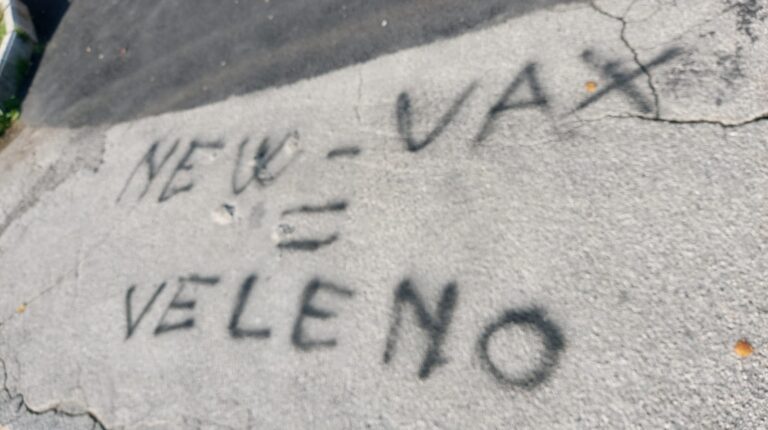 NEW-VAX
=
VELENO